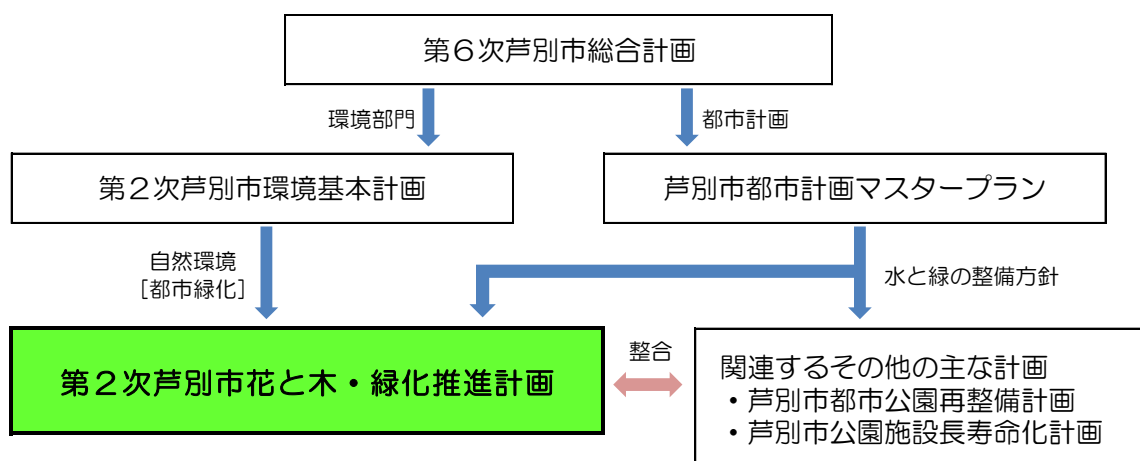 第６次芦別市総合計画
環境部門
都市計画
第２次芦別市環境基本計画
芦別市都市計画マスタープラン
自然環境
［都市緑化］
水と緑の整備方針
第２次芦別市花と木・緑化推進計画
整合
関連するその他の主な計画
・芦別市都市公園再整備計画
・芦別市公園施設長寿命化計画